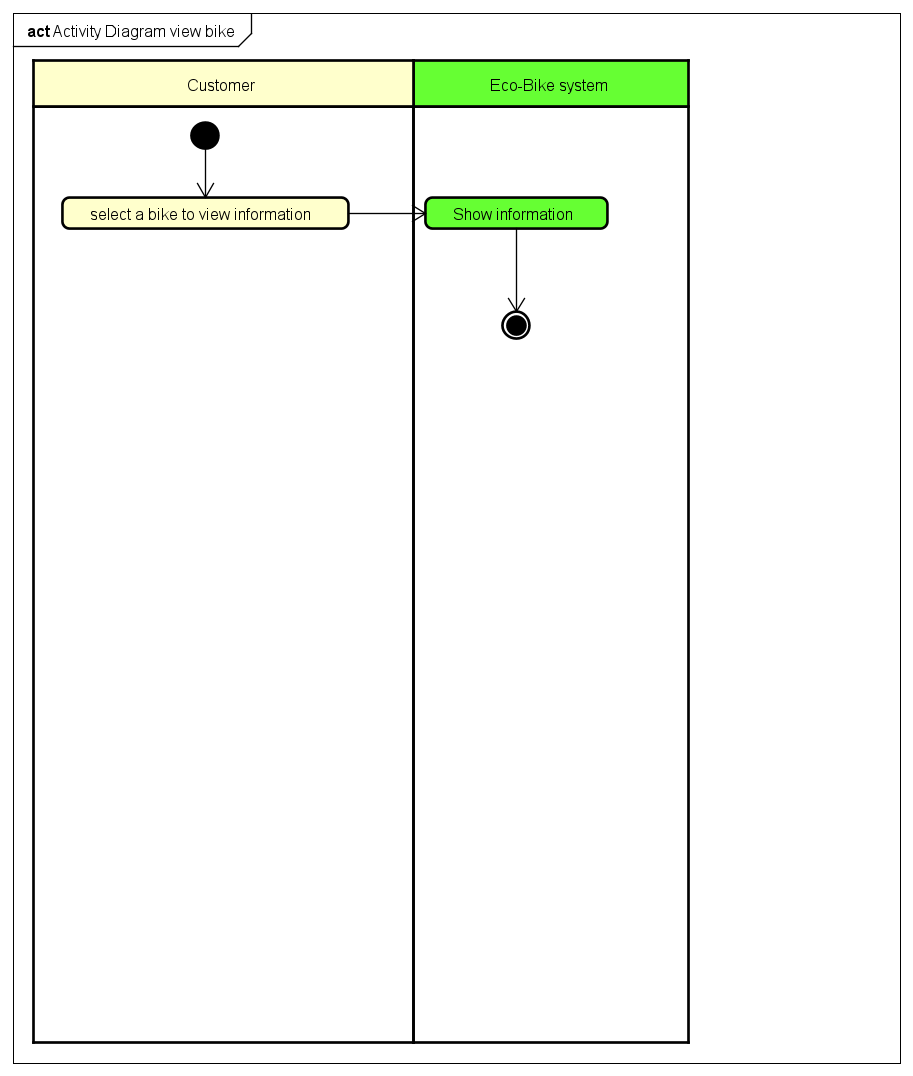 act Activity Diagram view bike
Customer
Eco-Bike system
select a bike to view information
Show information